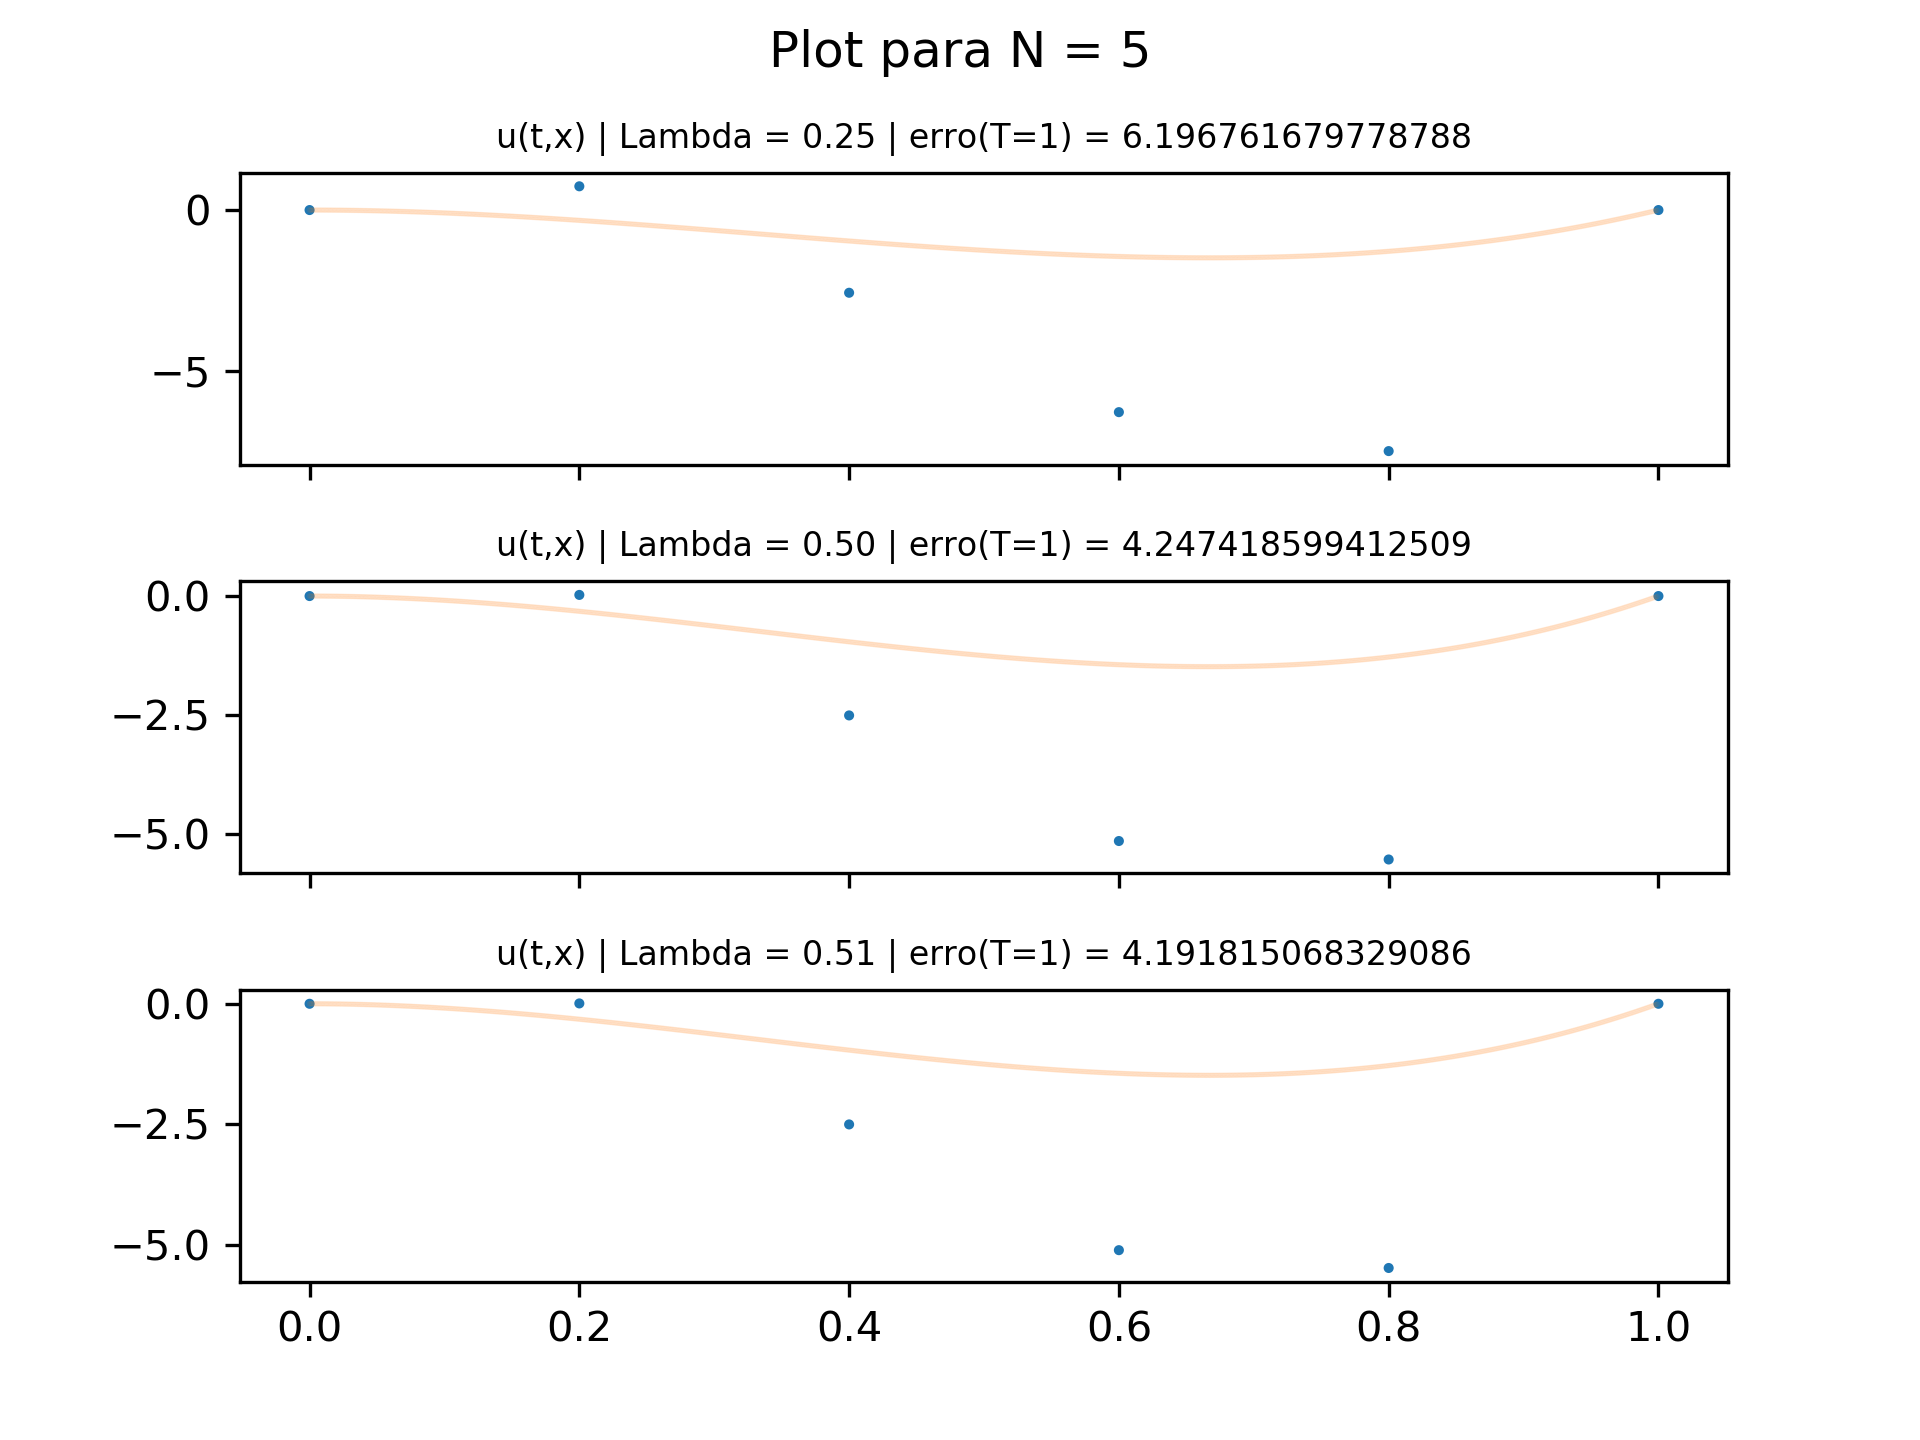 Plot para N = 5
u(t,x) | Lambda = 0.25 | erro(T=1) = 6.196761679778788
0
−5
u(t,x) | Lambda = 0.50 | erro(T=1) = 4.247418599412509
0.0
−2.5
−5.0
u(t,x) | Lambda = 0.51 | erro(T=1) = 4.191815068329086
0.0
−2.5
−5.0
0.0 0.2 0.4 0.6 0.8 1.0